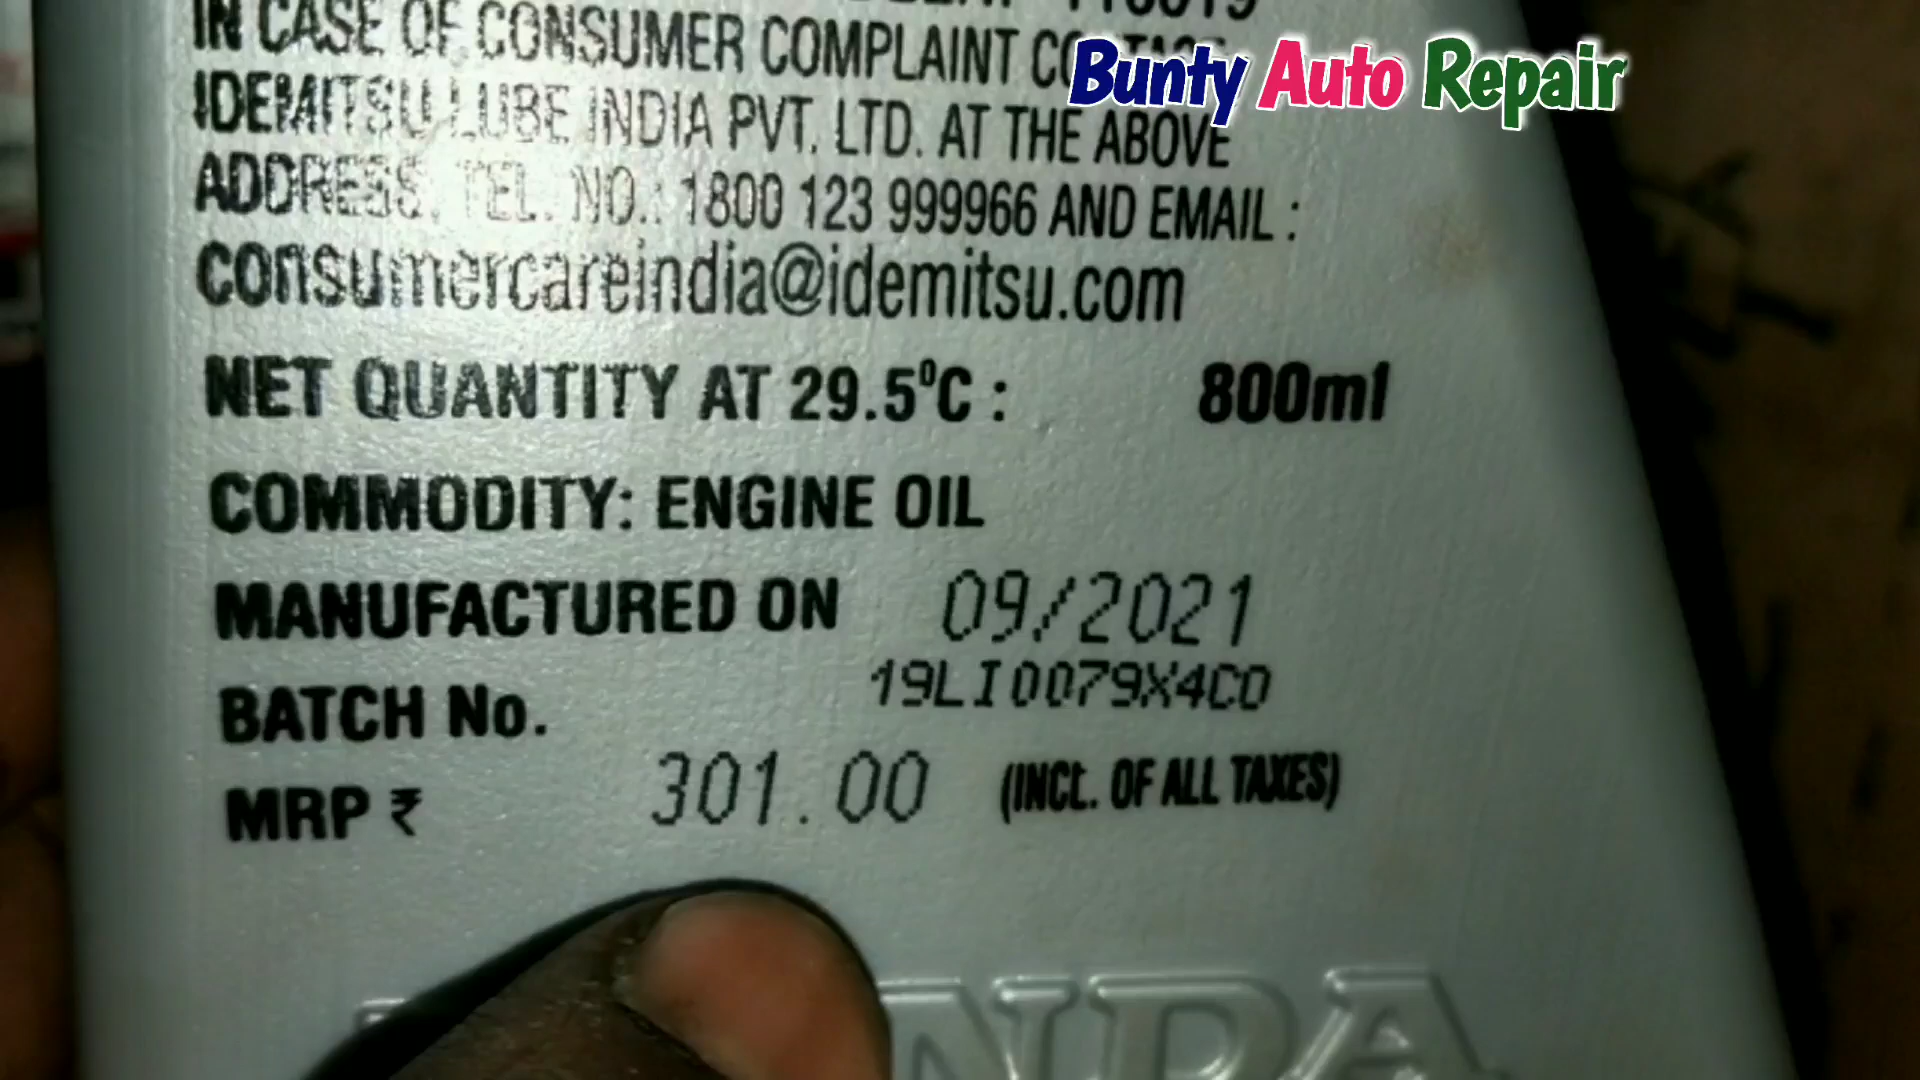 IN CASE OF CONSUMER COMPLAINT
Bunty Auto Repair
IDEMITSU LUBE INDIA PVT. LTD. AT THE ABOVE
ADDRESS. TEL. NO.: 1800 123 999966 AND EMAIL :
consumercareindia@idemitsu.com
NET QUANTITY AT 29.5°C : 800ml
COMMODITY: ENGINE OIL
MANUFACTURED ON 09/2021
BATCH No. 19LI0079X4C0
MRP ₹ 301.00 (INCL. OF ALL TAXES)